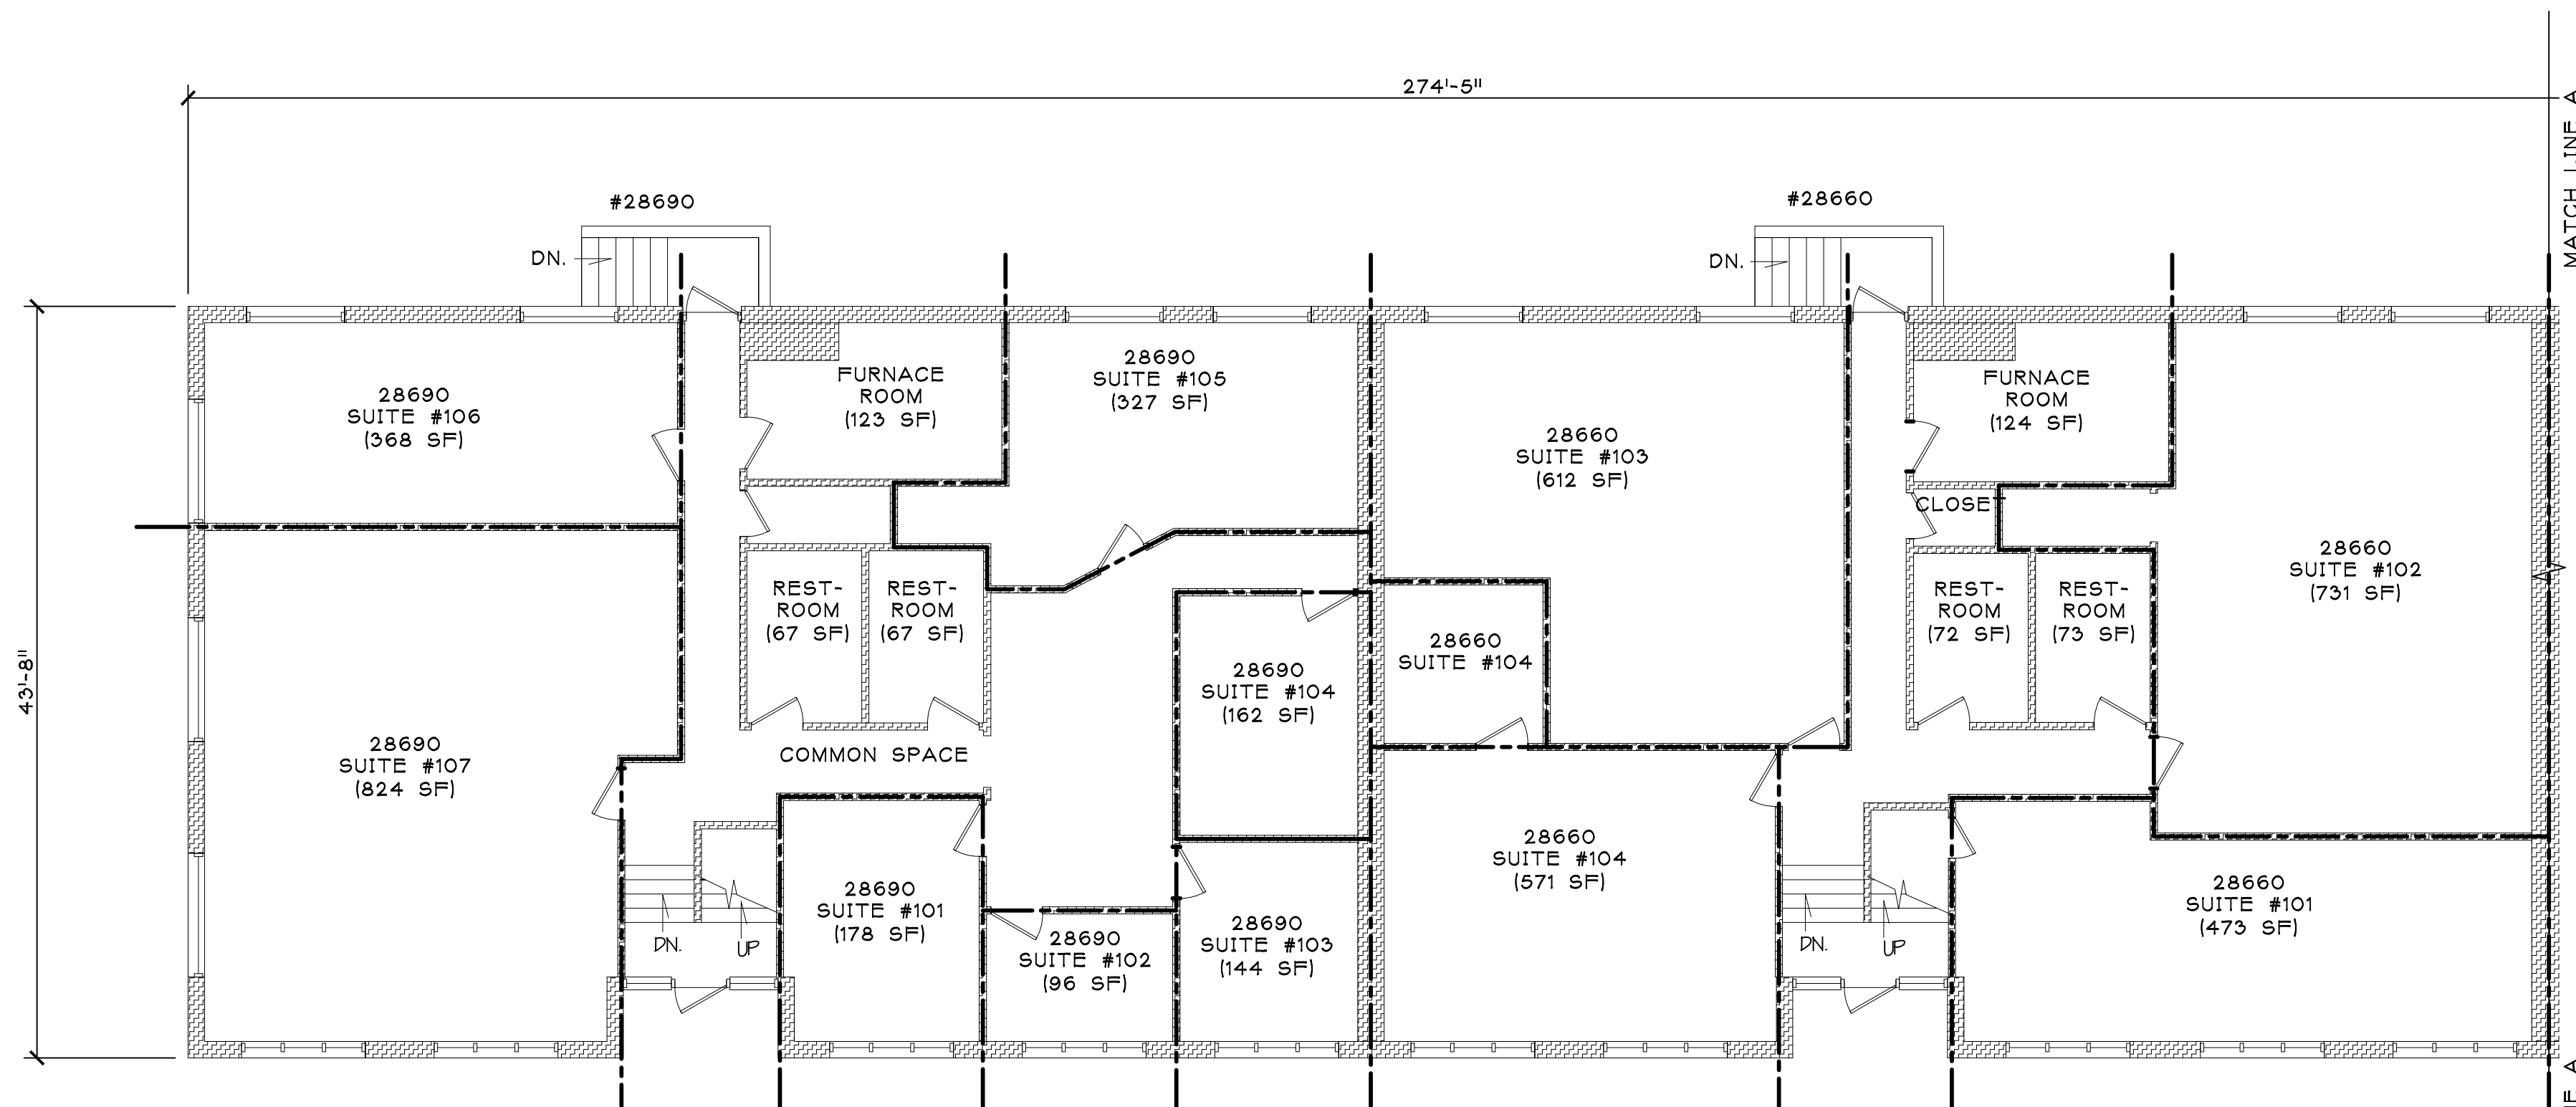 274'-5"
MATCH LINE A
#28690
#28660
DN.
DN.
43'-8"
28690
SUITE #106
(368 SF)
FURNACE
ROOM
(123 SF)
28690
SUITE #105
(327 SF)
28660
SUITE #103
(612 SF)
FURNACE
ROOM
(124 SF)
CLOSET
28660
SUITE #102
(731 SF)
REST-
ROOM
(67 SF)
REST-
ROOM
(67 SF)
28690
SUITE #104
(162 SF)
28660
SUITE #104
REST-
ROOM
(72 SF)
REST-
ROOM
(73 SF)
28690
SUITE #107
(824 SF)
COMMON SPACE
28690
SUITE #101
(178 SF)
28690
SUITE #102
(96 SF)
28690
SUITE #103
(144 SF)
28660
SUITE #104
(571 SF)
28660
SUITE #101
(473 SF)
DN.
UP
DN.
UP